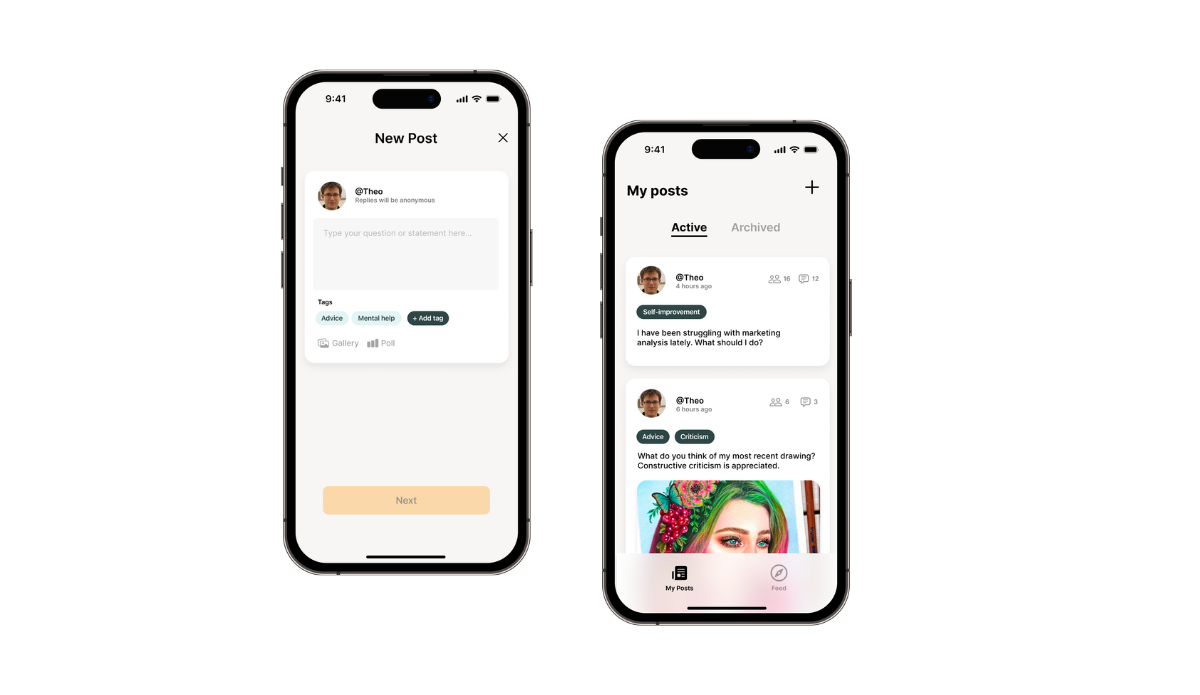 9:41
New Post
@Theo
Replies will be anonymous
Type your question or statement here...
Tags
Advice Mental help + Add tag
Gallery Poll
Next
9:41
My posts
Active Archived
@Theo
4 hours ago
16 12
Self-improvement
I have been struggling with marketing
analysis lately. What should I do?
@Theo
6 hours ago
6 3
Advice Criticism
What do you think of my most recent drawing?
Constructive criticism is appreciated.
My Posts Feed